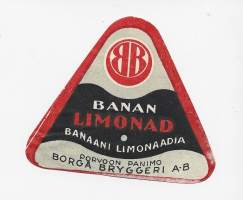 BB
BANAN
LIMONAD
BANAANI LIMONAADIA
PORVOON PANIMO
BORGÅ BRYGGERI A-B